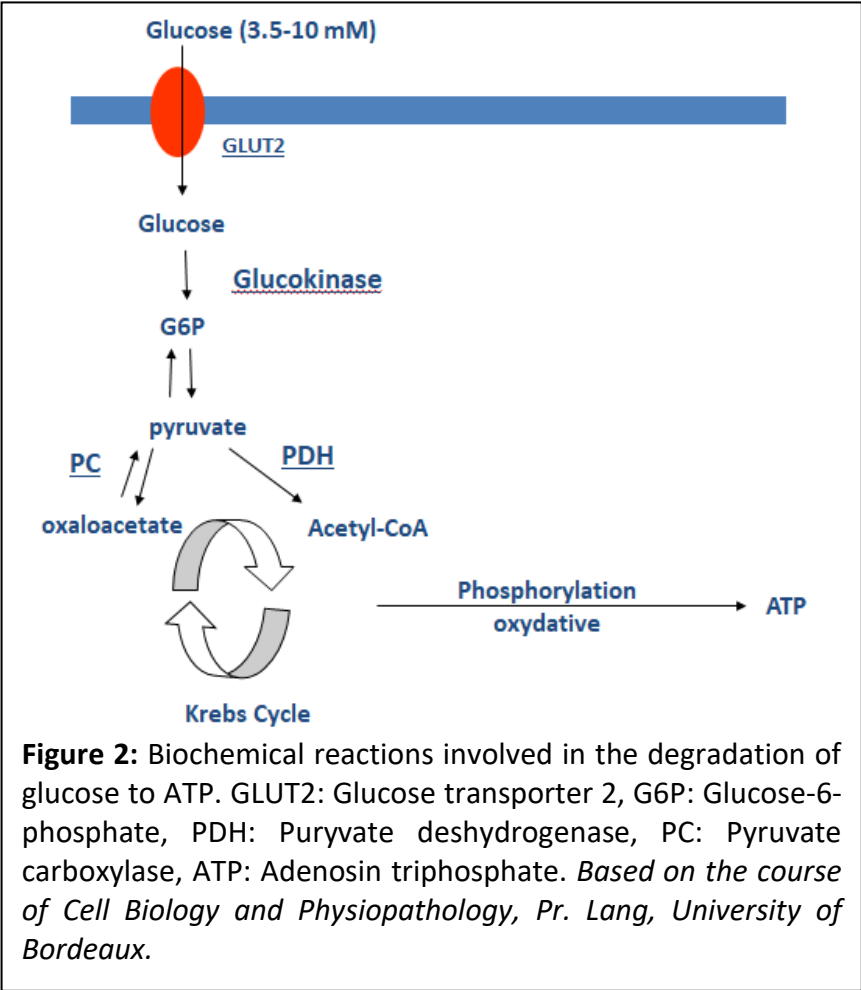 Glucose (3.5-10 mM)
GLUT2
Glucose
Glucokinase
G6P
pyruvate
PC
PDH
oxaloacetate
Acetyl-CoA
Phosphorylation
oxydative
ATP
Krebs Cycle
Figure 2: Biochemical reactions involved in the degradation of
glucose to ATP. GLUT2: Glucose transporter 2, G6P: Glucose-6-
phosphate, PDH: Puryvate deshydrogenase, PC: Pyruvate
carboxylase, ATP: Adenosin triphosphate. Based on the course
of Cell Biology and Physiopathology, Pr. Lang, University of
Bordeaux.